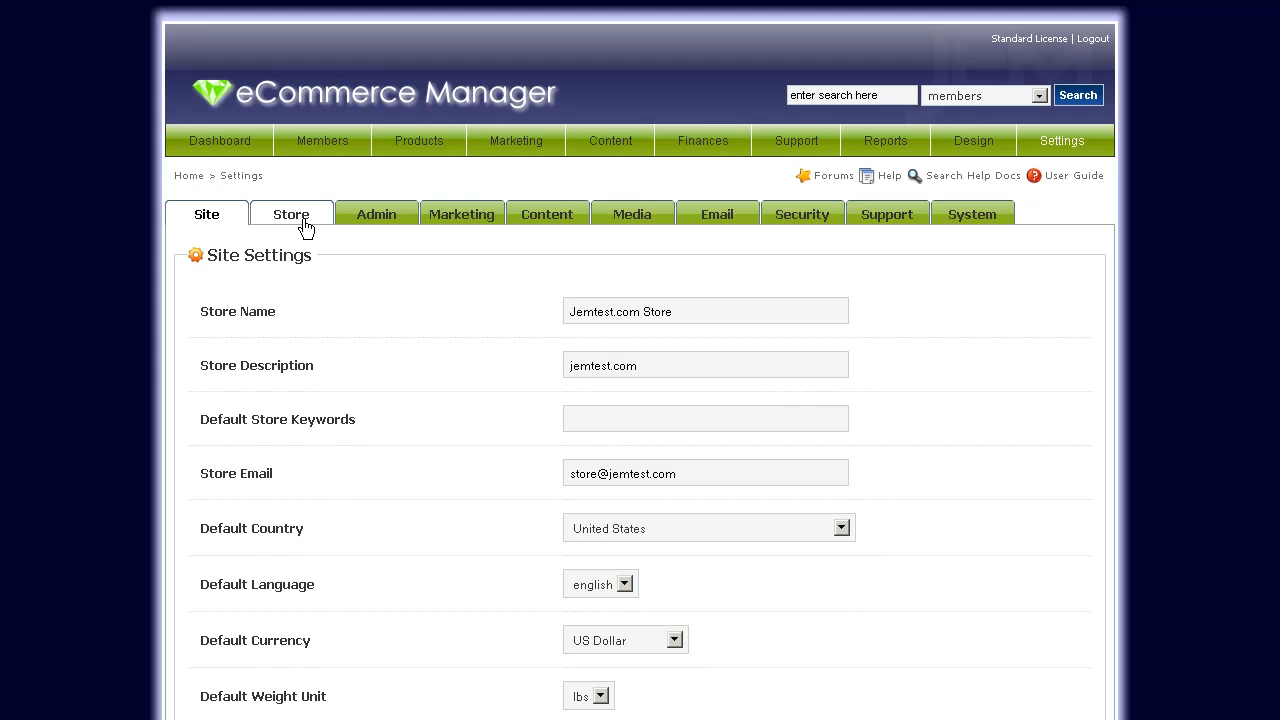 Standard License | Logout
eCommerce Manager
enter search here
members
Search
Dashboard
Members
Products
Marketing
Content
Finances
Support
Reports
Design
Settings
Home > Settings
Forums
Help
Search Help Docs
User Guide
Site
Store
Admin
Marketing
Content
Media
Email
Security
Support
System
Site Settings
Store Name
Jemtest.com Store
Store Description
jemtest.com
Default Store Keywords
Store Email
store@jemtest.com
Default Country
United States
Default Language
english
Default Currency
US Dollar
Default Weight Unit
lbs